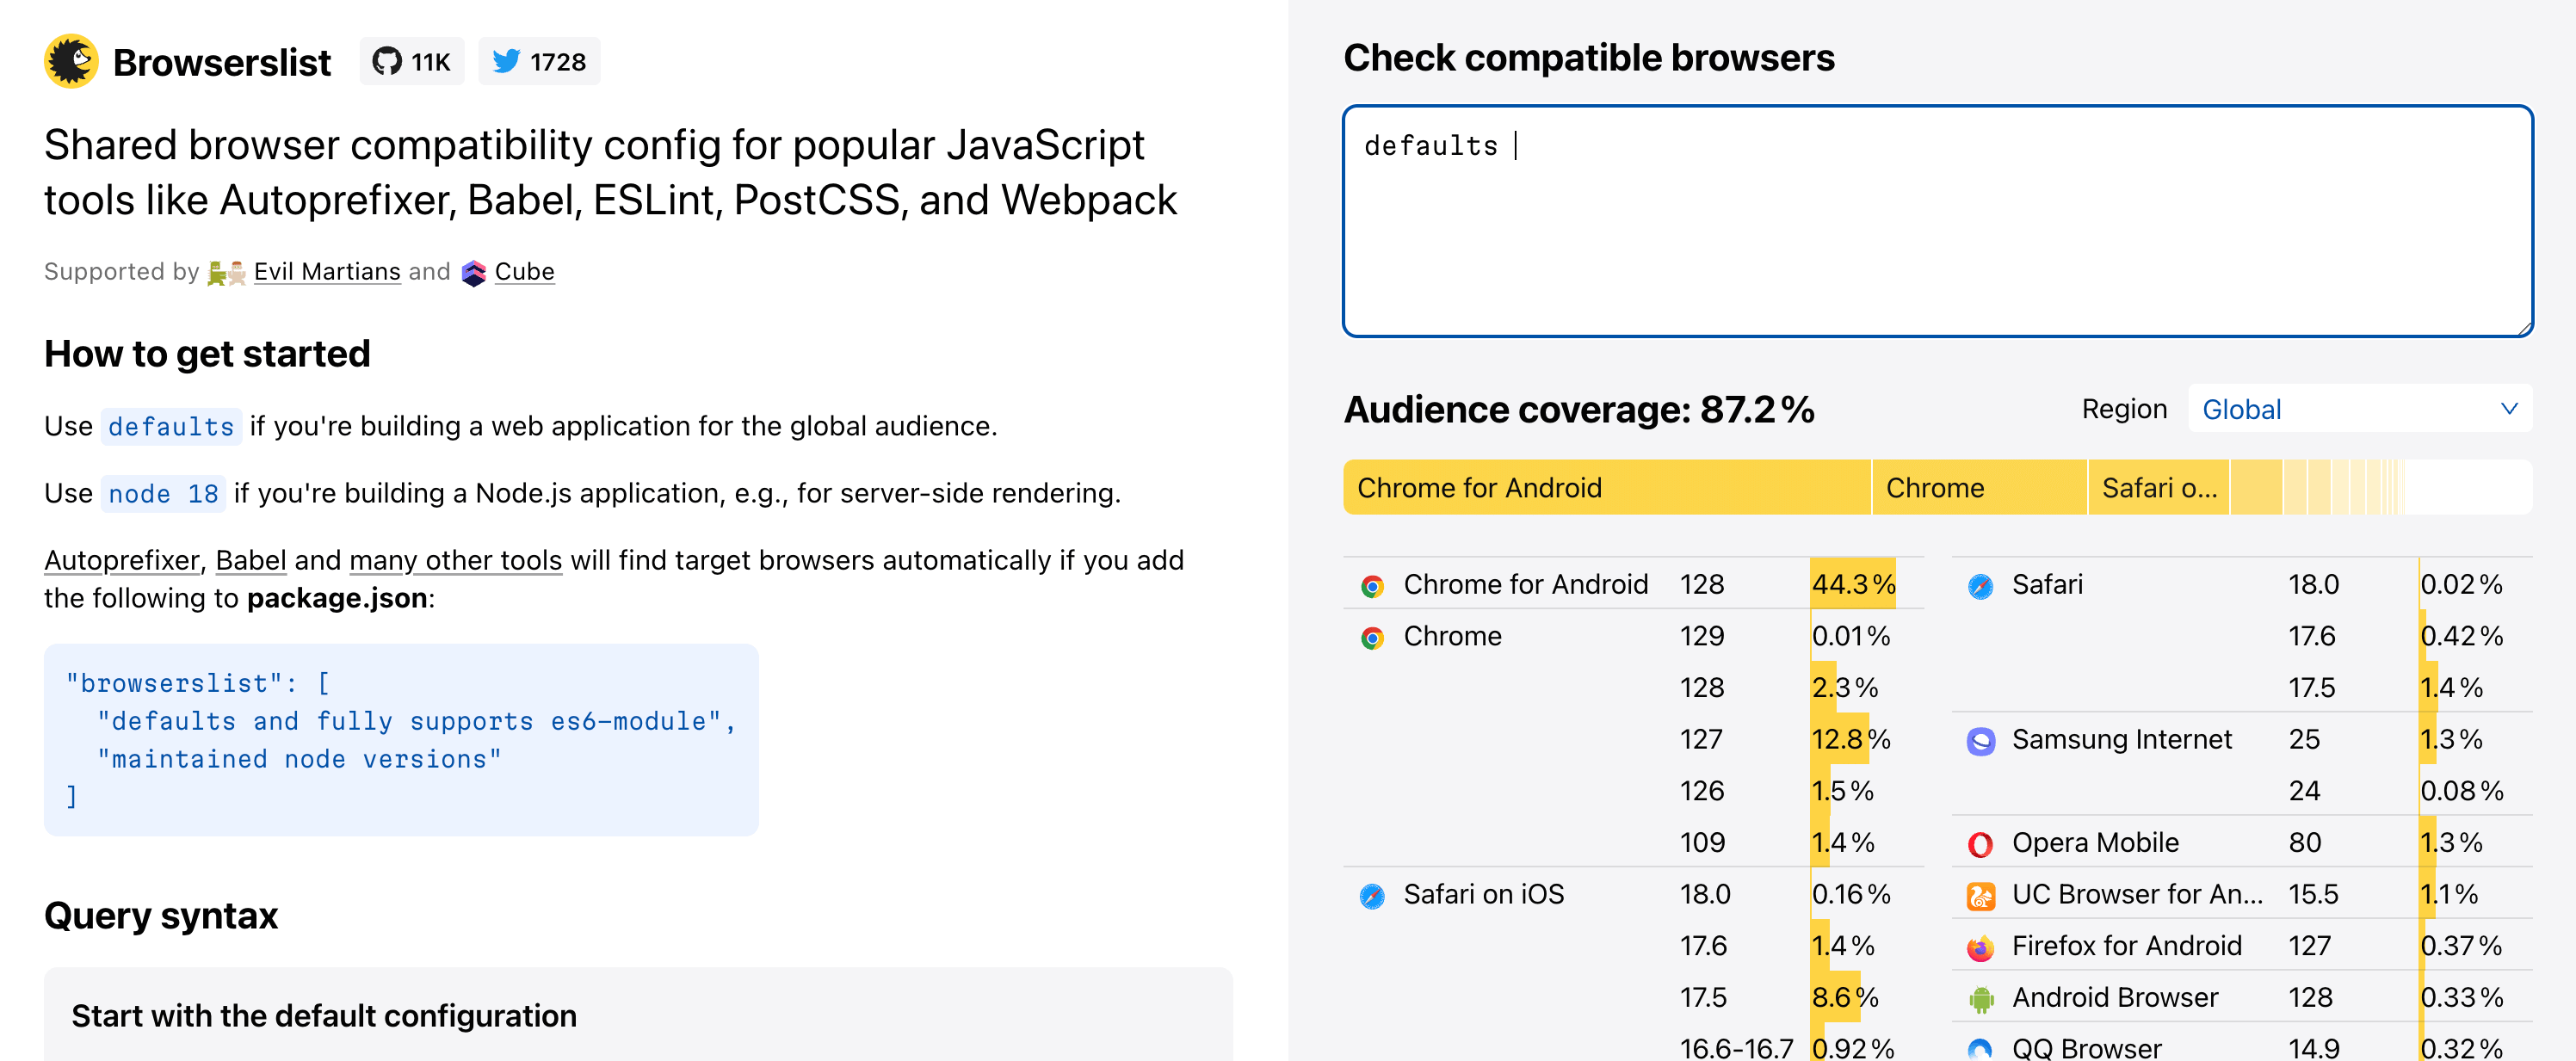 Browserslist
11K
1728
Shared browser compatibility config for popular JavaScript
tools like Autoprefixer, Babel, ESLint, PostCSS, and Webpack
Supported by Evil Martians and Cube
How to get started
Use defaults if you're building a web application for the global audience.
Use node 18 if you're building a Node.js application, e.g., for server-side rendering.
Autoprefixer, Babel and many other tools will find target browsers automatically if you add
the following to package.json:
"browserslist": [
  "defaults and fully supports es6-module",
  "maintained node versions"
]
Query syntax
Start with the default configuration
Check compatible browsers
defaults
Audience coverage: 87.2%
Region Global
Chrome for Android Chrome Safari o...
Chrome for Android 128 44.3%
Chrome 129 0.01%
128 2.3%
127 12.8%
126 1.5%
109 1.4%
Safari on iOS 18.0 0.16%
17.6 1.4%
17.5 8.6%
16.6-16.7 0.92%
Safari 18.0 0.02%
17.6 0.42%
17.5 1.4%
Samsung Internet 25 1.3%
24 0.08%
Opera Mobile 80 1.3%
UC Browser for An... 15.5 1.1%
Firefox for Android 127 0.37%
Android Browser 128 0.33%
QQ Browser 14.9 0.32%